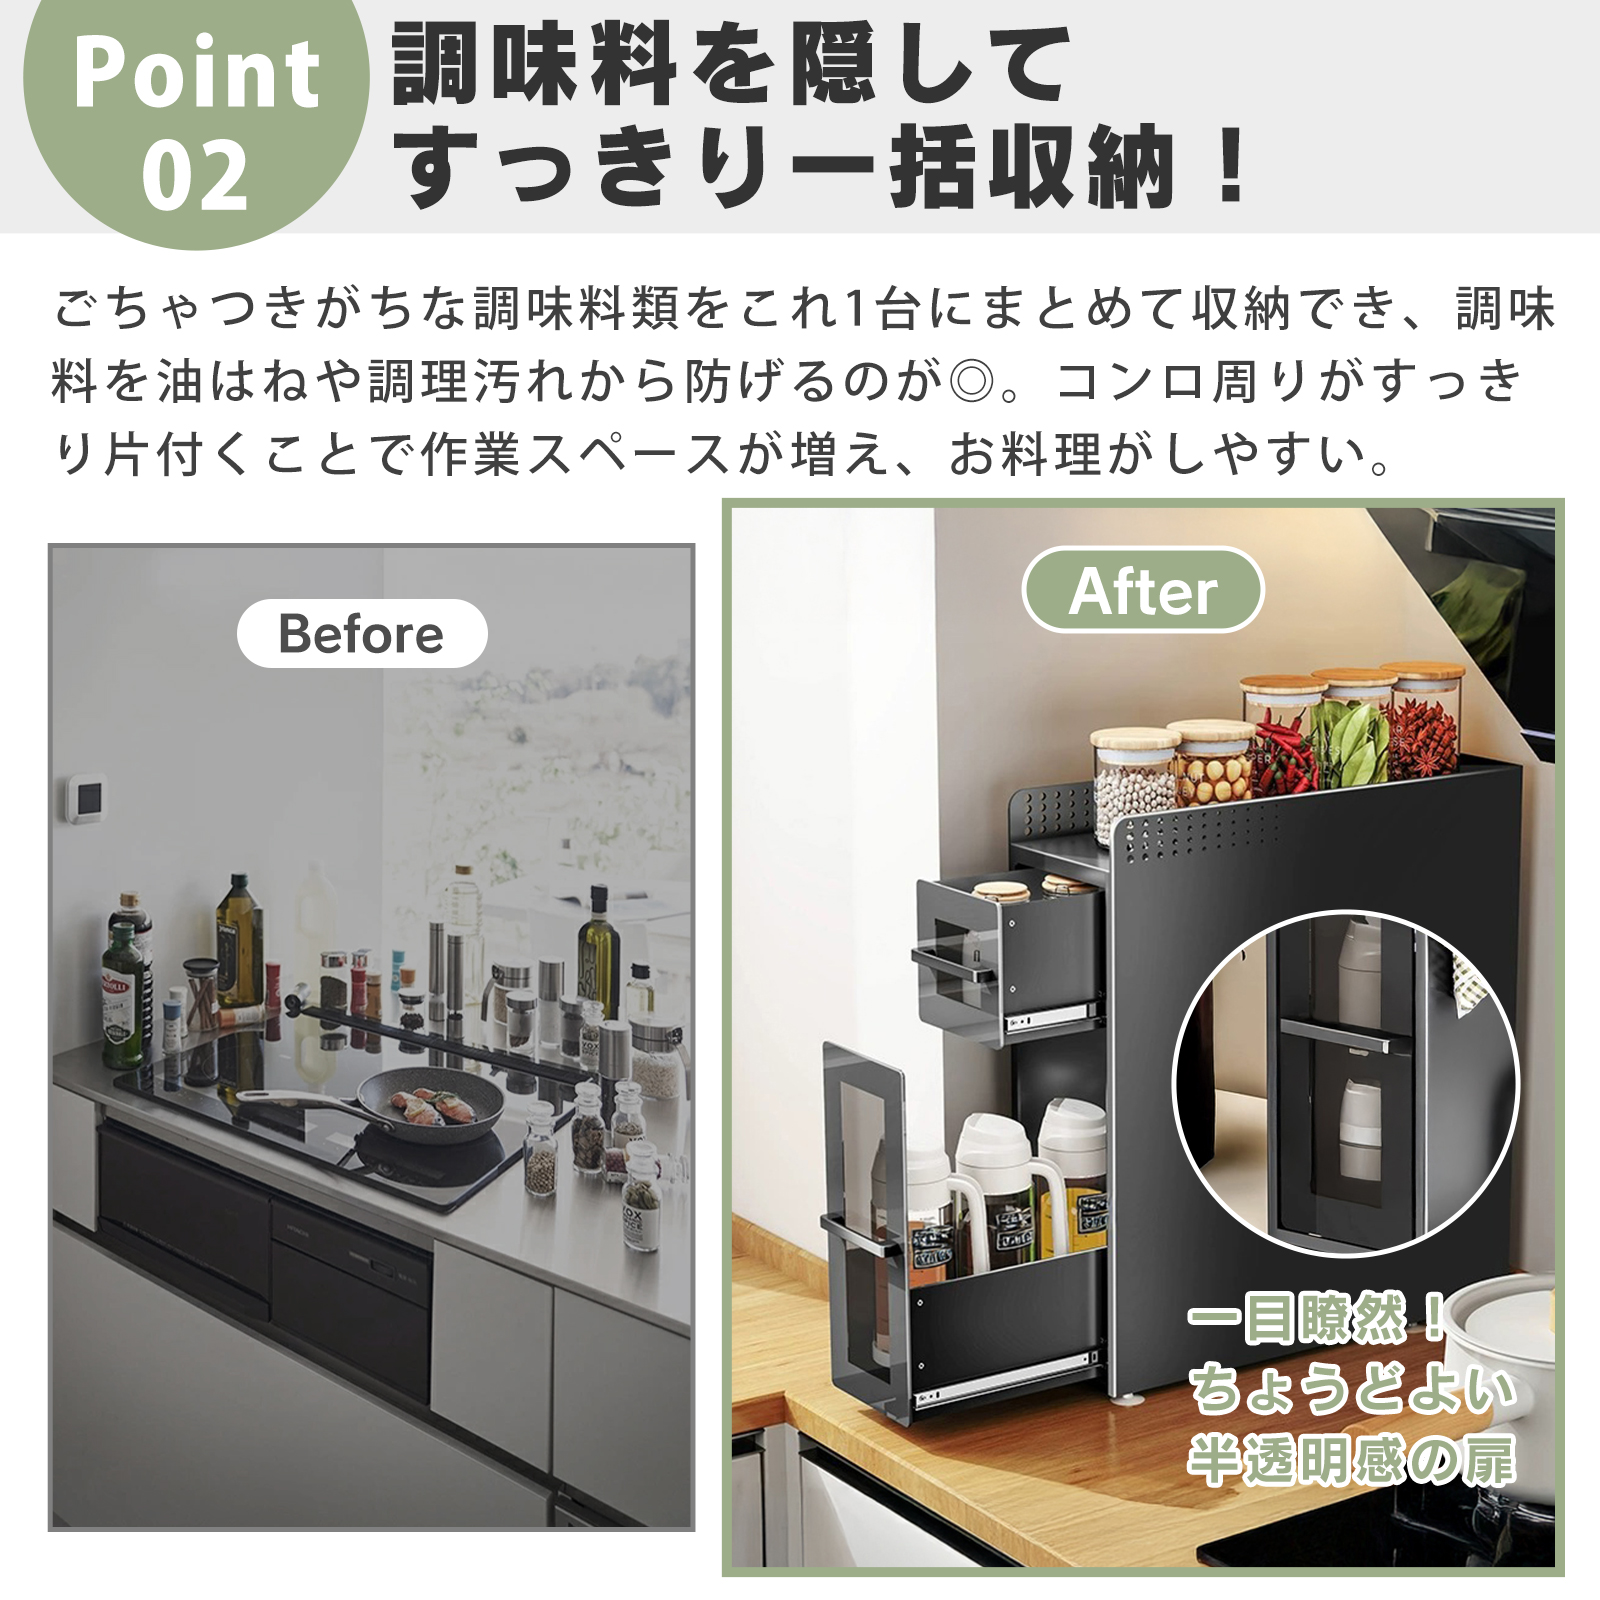 Point
02
調味料を隠して
すっきり一括収納！
ごちゃつきがちな調味料類をこれ1台にまとめて収納でき、調味
料を油はねや調理汚れから防げるのが◎。コンロ周りがすっき
り片付くことで作業スペースが増え、お料理がしやすい。
Before
After
一目瞭然！
ちょうどよい
半透明感の扉